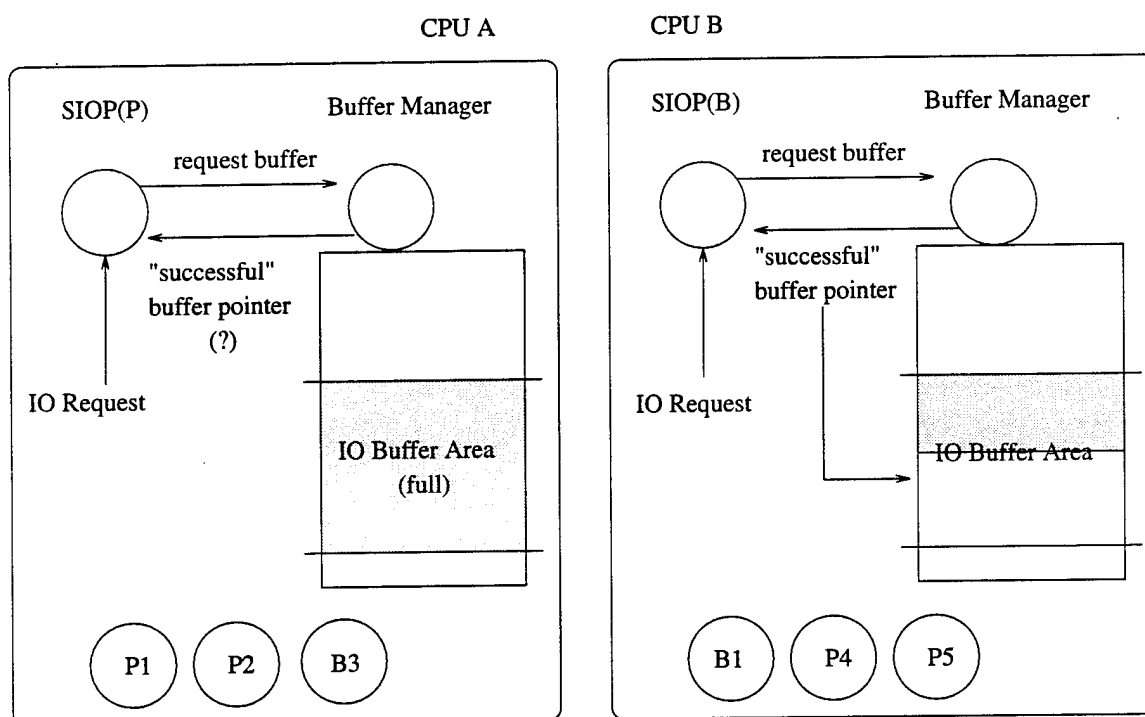 CPU A
CPU B
SIOP(P)
Buffer Manager
request buffer
"successful"
buffer pointer
(?)
IO Request
IO Buffer Area
(full)
P1
P2
B3
SIOP(B)
Buffer Manager
request buffer
"successful"
buffer pointer
IO Request
IO Buffer Area
B1
P4
P5